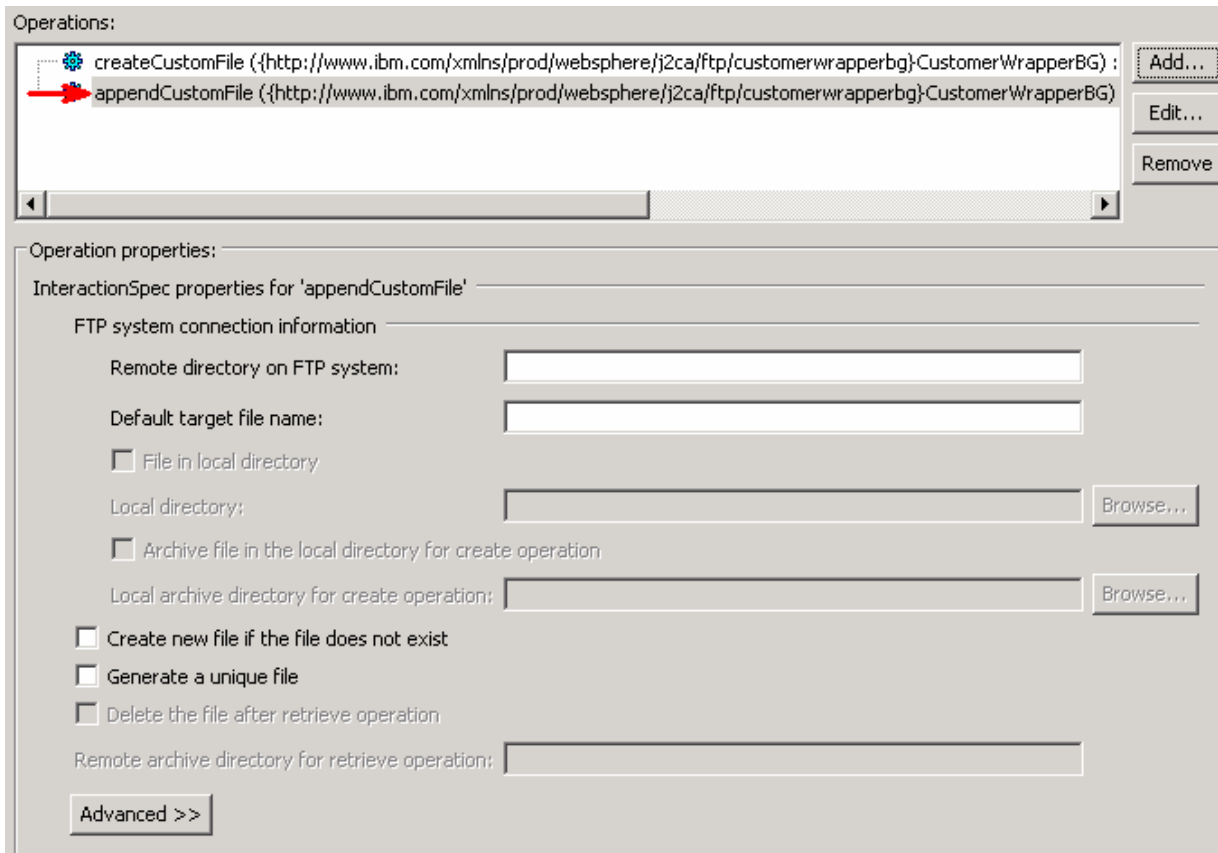 Operations:
createCustomFile ({http://www.ibm.com/xmlns/prod/websphere/j2ca/ftp/customerwrapperbg}CustomerWrapperBG) :
Add...
appendCustomFile ({http://www.ibm.com/xmlns/prod/websphere/j2ca/ftp/customerwrapperbg}CustomerWrapperBG)
Edit...
Remove
Operation properties:
InteractionSpec properties for 'appendCustomFile'
FTP system connection information
Remote directory on FTP system:
Default target file name:
File in local directory
Local directory:
Browse...
Archive file in the local directory for create operation
Local archive directory for create operation:
Browse...
Create new file if the file does not exist
Generate a unique file
Delete the file after retrieve operation
Remote archive directory for retrieve operation:
Advanced >>